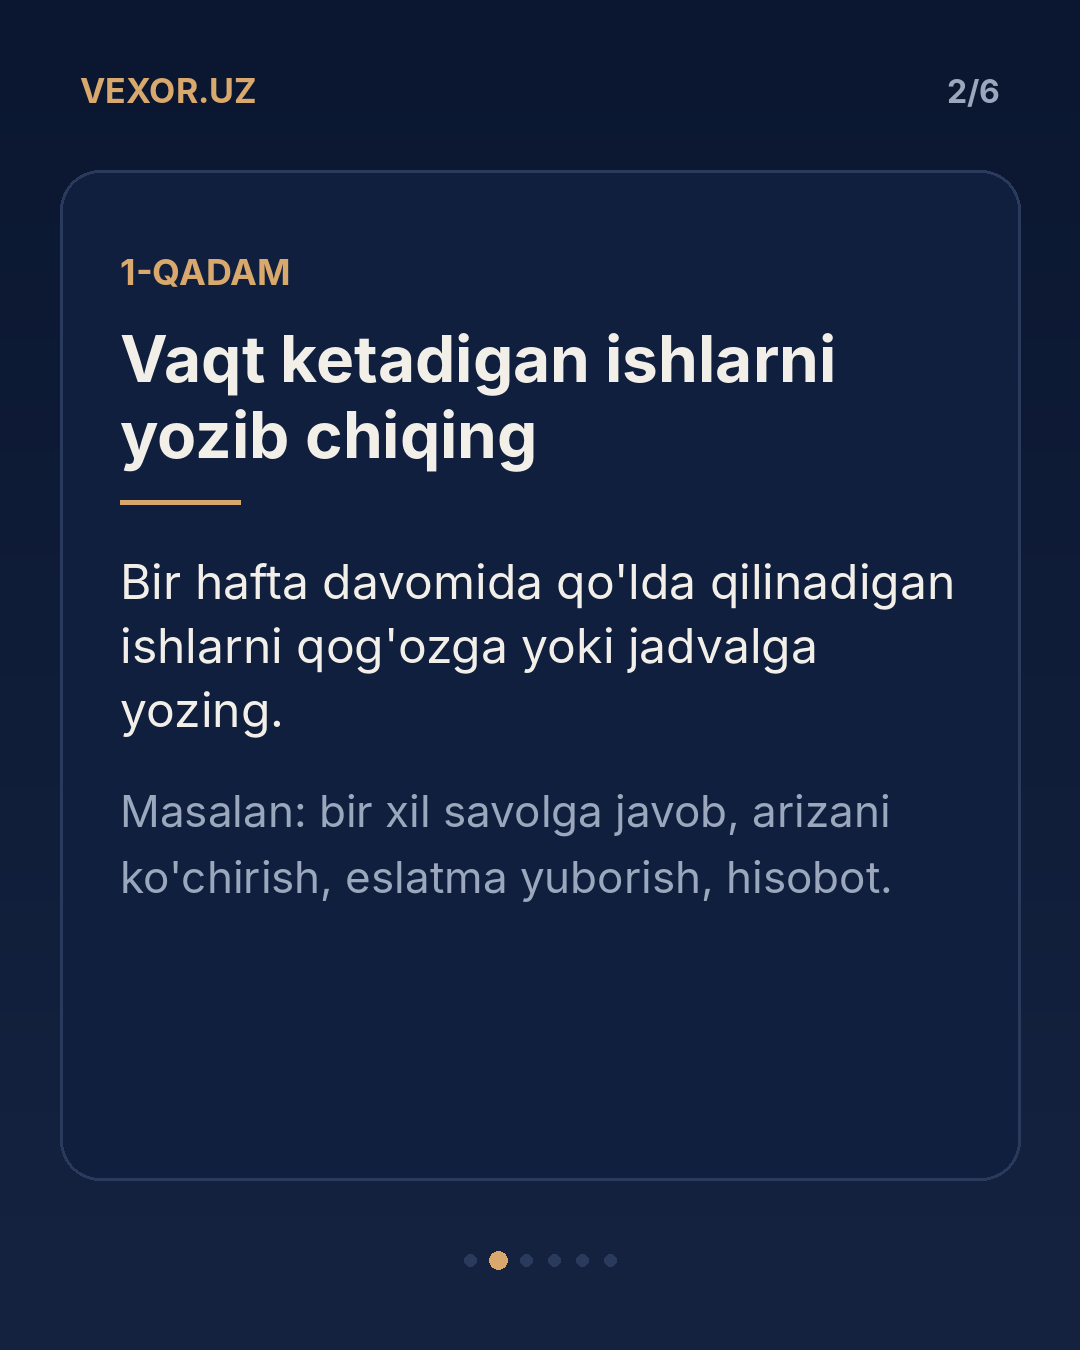 VEXOR.UZ
2/6
1-QADAM
Vaqt ketadigan ishlarni
yozib chiqing
Bir hafta davomida qo'lda qilinadigan
ishlarni qog'ozga yoki jadvalga
yozing.
Masalan: bir xil savolga javob, arizani
ko'chirish, eslatma yuborish, hisobot.